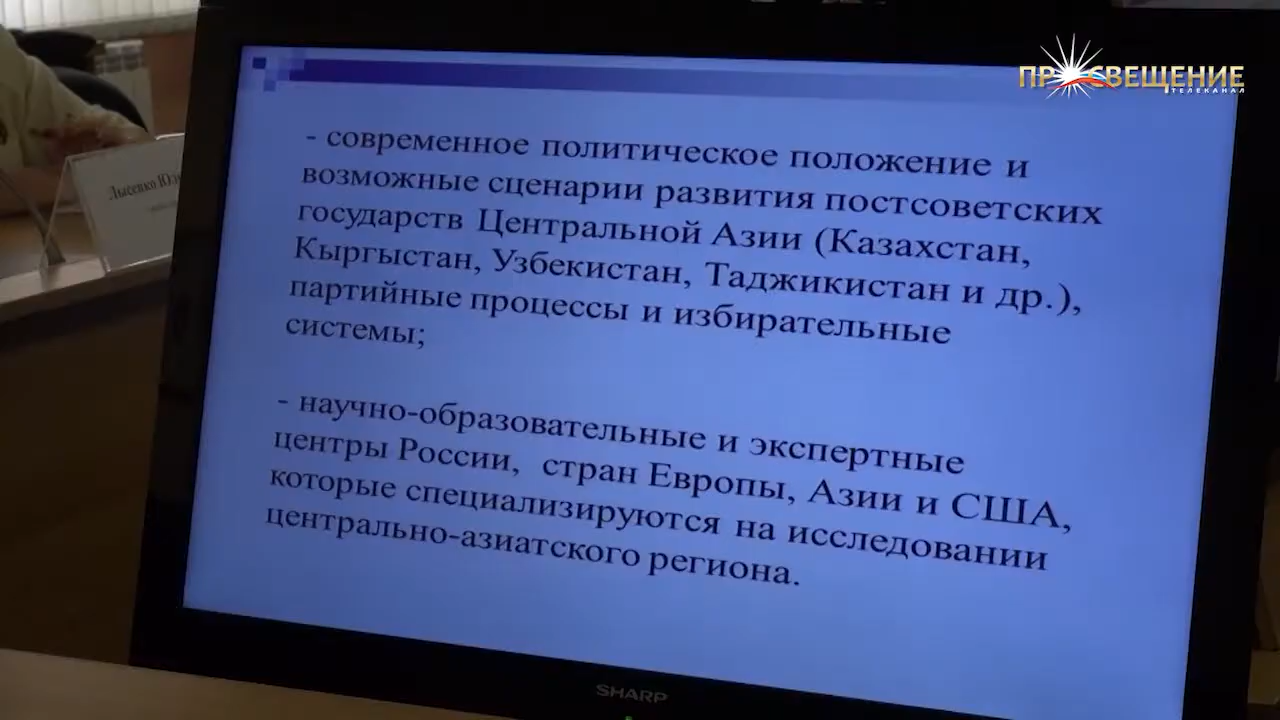 ПРОСВЕЩЕНИЕ
ТЕЛЕКАНАЛ
- современное политическое положение и
возможные сценарии развития постсоветских
государств Центральной Азии (Казахстан,
Кыргыстан, Узбекистан, Таджикистан и др.),
партийные процессы и избирательные
системы;
- научно-образовательные и экспертные
центры России, стран Европы, Азии и США,
которые специализируются на исследовании
центрально-азиатского региона.
Лысенко
SHARP